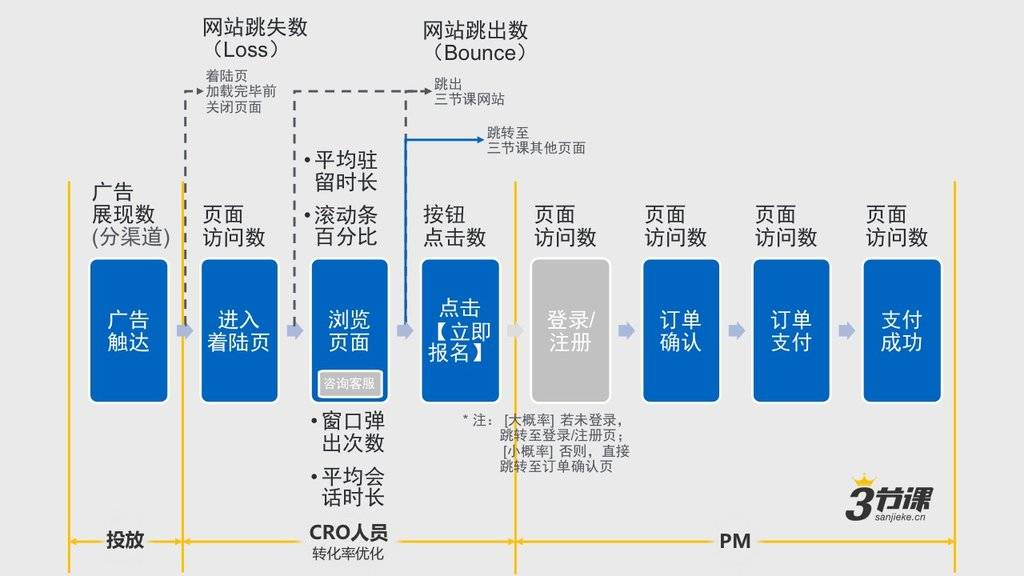 网站跳失数
（Loss）
着陆页
加载完毕前
关闭页面
网站跳出数
（Bounce）
跳出
三节课网站
跳转至
三节课其他页面
广告
展现数
(分渠道)
页面
访问数
•平均驻
留时长
•滚动条
百分比
按钮
点击数
页面
访问数
页面
访问数
页面
访问数
页面
访问数
广告
触达
进入
着陆页
浏览
页面
咨询客服
点击
【立即
报名】
登录/
注册
订单
确认
订单
支付
支付
成功
•窗口弹
出次数
•平均会
话时长
* 注： [大概率] 若未登录，
跳转至登录/注册页；
[小概率] 否则，直接
跳转至订单确认页
3节课
sanjieke.cn
投放
CRO人员
转化率优化
PM